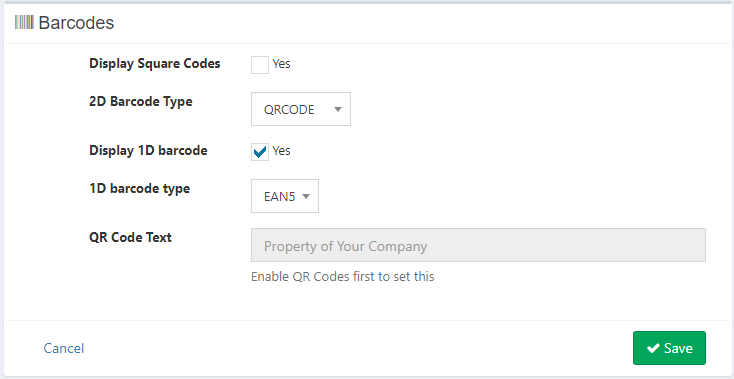 Barcodes
Display Square Codes Yes
2D Barcode Type QRCODE
Display 1D barcode Yes
1D barcode type EAN5
QR Code Text Property of Your Company
Enable QR Codes first to set this
Cancel Save